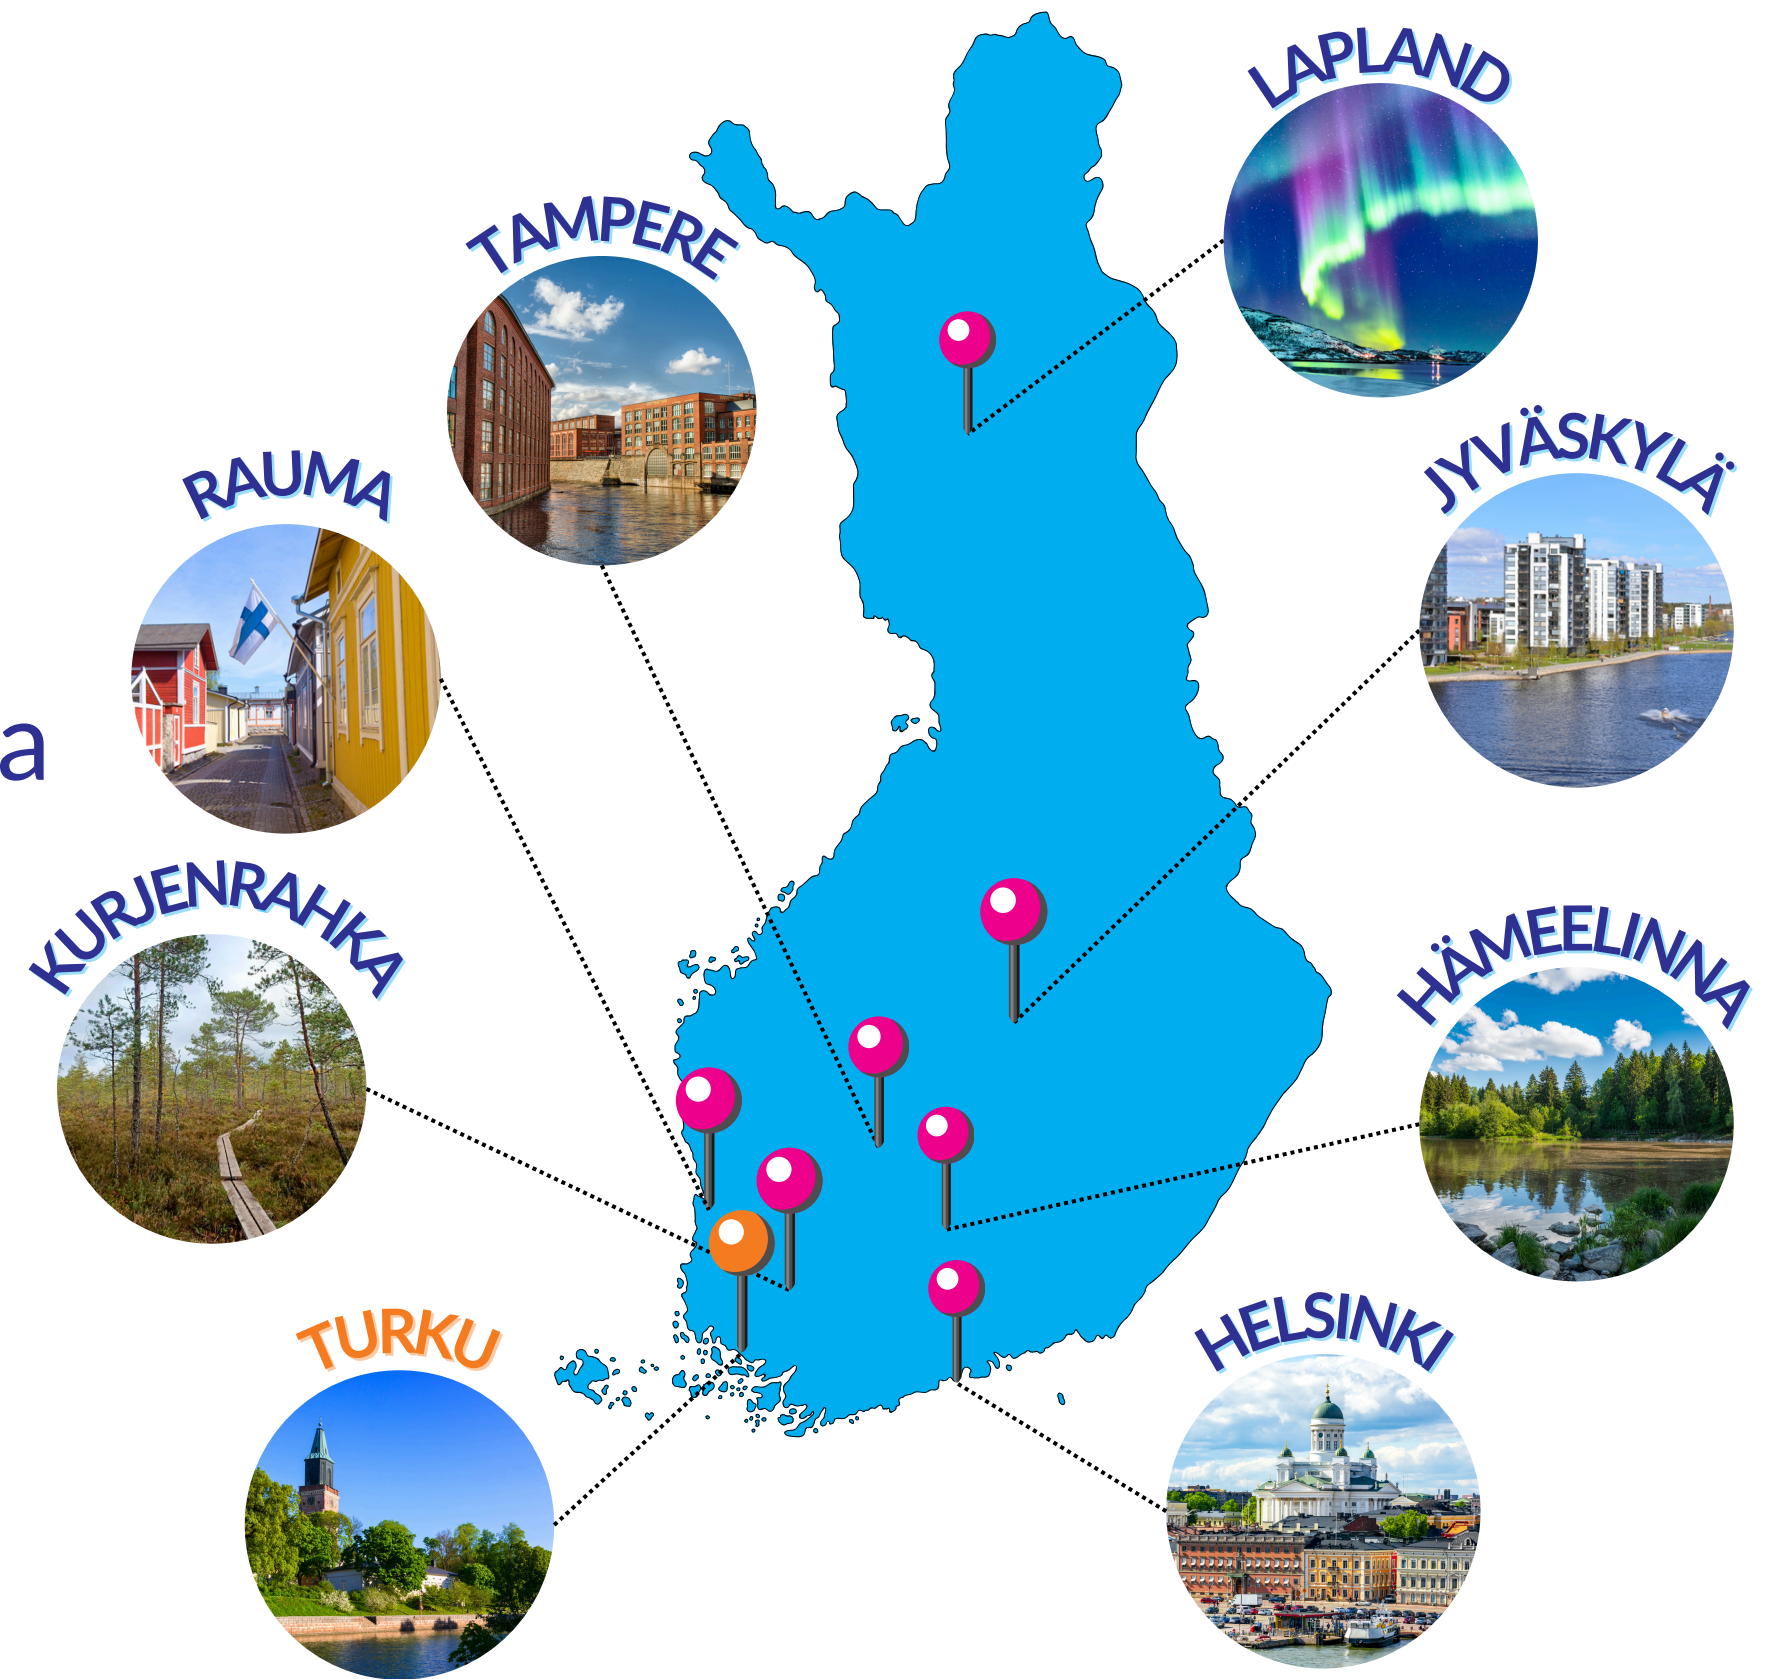 LAPLAND
TAMPERE
JYVÄSKYLÄ
RAUMA
a
KURJENRAHKA
HÄMEELINNA
TURKU
HELSINKI